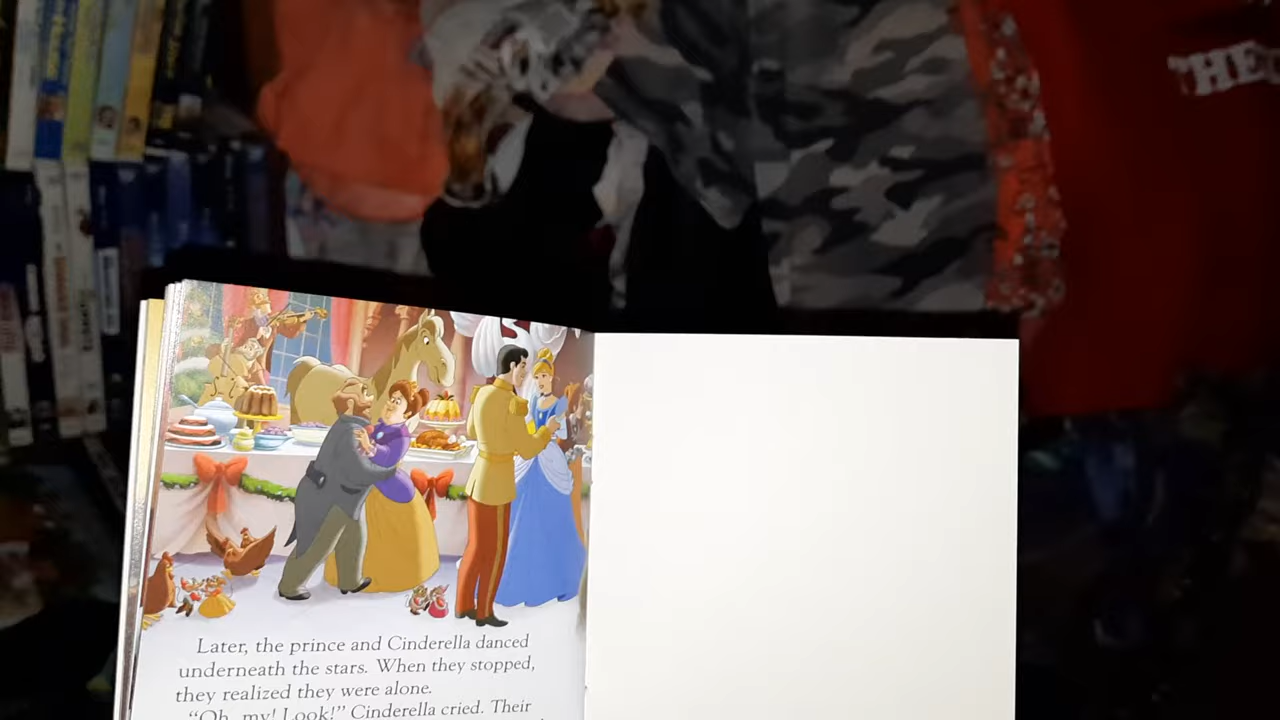 THE
Later, the prince and Cinderella danced
underneath the stars. When they stopped,
they realized they were alone.
“Oh, my! Look!” Cinderella cried. Their